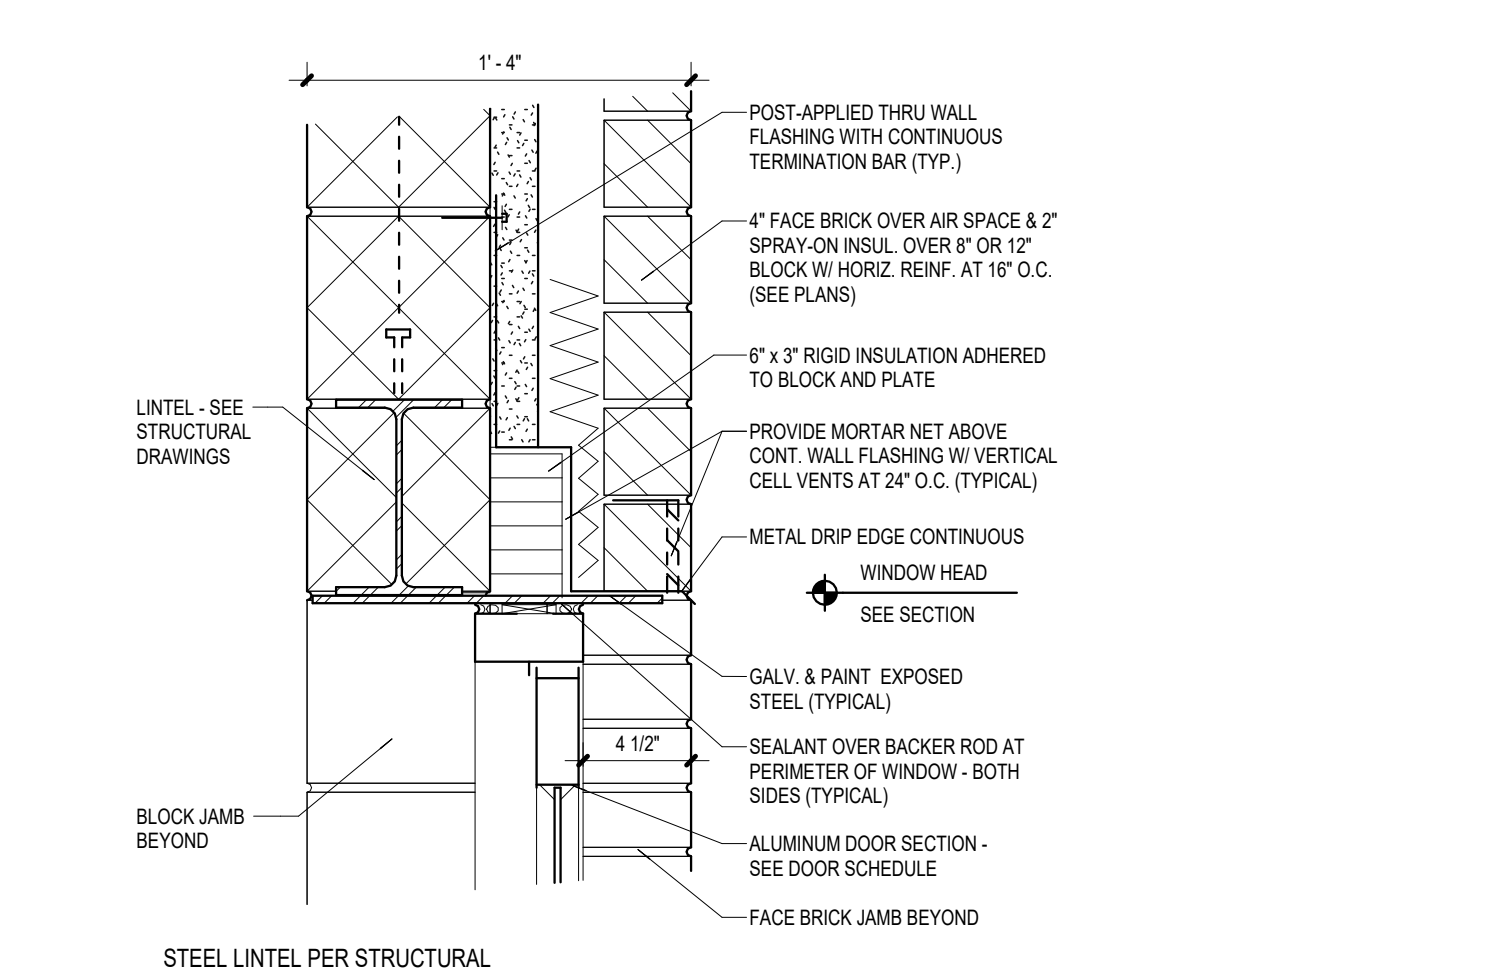 1' - 4"
POST-APPLIED THRU WALL
FLASHING WITH CONTINUOUS
TERMINATION BAR (TYP.)
4" FACE BRICK OVER AIR SPACE & 2"
SPRAY-ON INSUL. OVER 8" OR 12"
BLOCK W/ HORIZ. REINF. AT 16" O.C.
(SEE PLANS)
6" x 3" RIGID INSULATION ADHERED
TO BLOCK AND PLATE
LINTEL - SEE
STRUCTURAL
DRAWINGS
PROVIDE MORTAR NET ABOVE
CONT. WALL FLASHING W/ VERTICAL
CELL VENTS AT 24" O.C. (TYPICAL)
METAL DRIP EDGE CONTINUOUS
WINDOW HEAD
SEE SECTION
GALV. & PAINT EXPOSED
STEEL (TYPICAL)
4 1/2"
SEALANT OVER BACKER ROD AT
PERIMETER OF WINDOW - BOTH
SIDES (TYPICAL)
BLOCK JAMB
BEYOND
ALUMINUM DOOR SECTION -
SEE DOOR SCHEDULE
FACE BRICK JAMB BEYOND
STEEL LINTEL PER STRUCTURAL